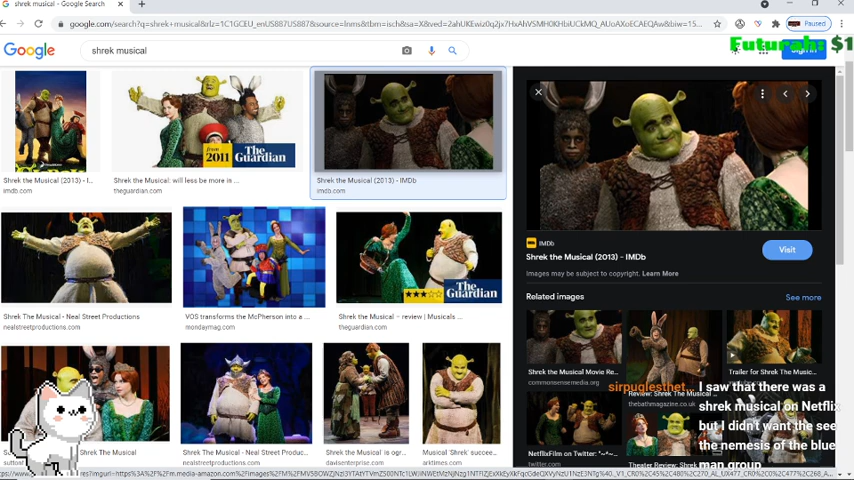 shrek musical - Google Search
google.com/search?q=shrek+musical&rlz=1C1GCEU_enUS887US887&source=lnms&tbm=isch&sa=X&ved=2ahUKEwiz0q2jx7HxAhVSMH0KHbiUCkMQ_AUoAXoECAEQAw&biw=15...
Paused
Futurah: $1
Google
shrek musical
Sign in
from
2011
The
Guardian
Shrek the Musical (2013) - I...
imdb.com
Shrek the Musical: will less be more in ...
theguardian.com
Shrek the Musical (2013) - IMDb
imdb.com
The
Guardian
Shrek The Musical - Neal Street Productions
nealstreetproductions.com
VOS transforms the McPherson into a ...
mondaymag.com
Shrek the Musical – review | Musicals ...
theguardian.com
Shrek The Musical
Shrek The Musical - Neal Street Produc...
nealstreetproductions.com
Shrek the Musical' is ogr...
davisenterprise.com
Musical 'Shrek' succee...
arktimes.com
IMDb
Shrek the Musical (2013) - IMDb
Visit
Images may be subject to copyright. Learn More
Related images
See more
Shrek the Musical Movie Re...
commonsensemedia.org
Review: Shrek The Musical ...
thebathmagazine.co.uk
Trailer for Shrek The Music...
NetflixFilm on Twitter: "~*~...
twitter.com
Theater Review: Shrek
sirpuglesthet
I saw that there was a
shrek musical on Netflix
but I didn't want the see
the nemesis of the blue
man group